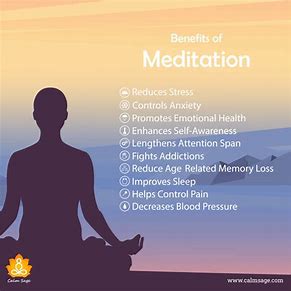 Benefits of
Meditation
Reduces Stress
Controls Anxiety
Promotes Emotional Health
Enhances Self-Awareness
Lengthens Attention Span
Fights Addictions
Reduce Age Related Memory Loss
Improves Sleep
Helps Control Pain
Decreases Blood Pressure
Calm Sage
www.calmsage.com